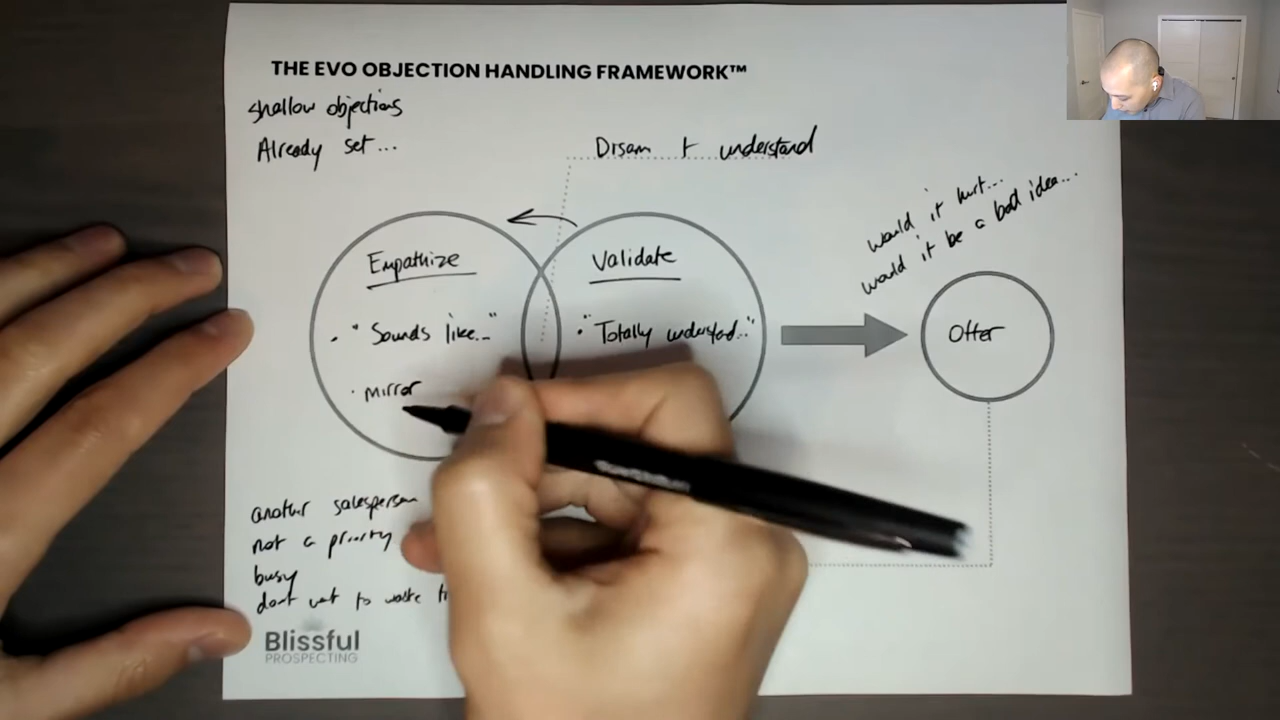 THE EVO OBJECTION HANDLING FRAMEWORK™
shallow objections
Already set...
Disarm + understand
would it hurt...
would it be a bad idea...
Empathize
Validate
• "Sounds like..."
• "Totally understand..."
• mirror
Offer
another salesperson
not a priority
busy
dont want to waste
Blissful
PROSPECTING